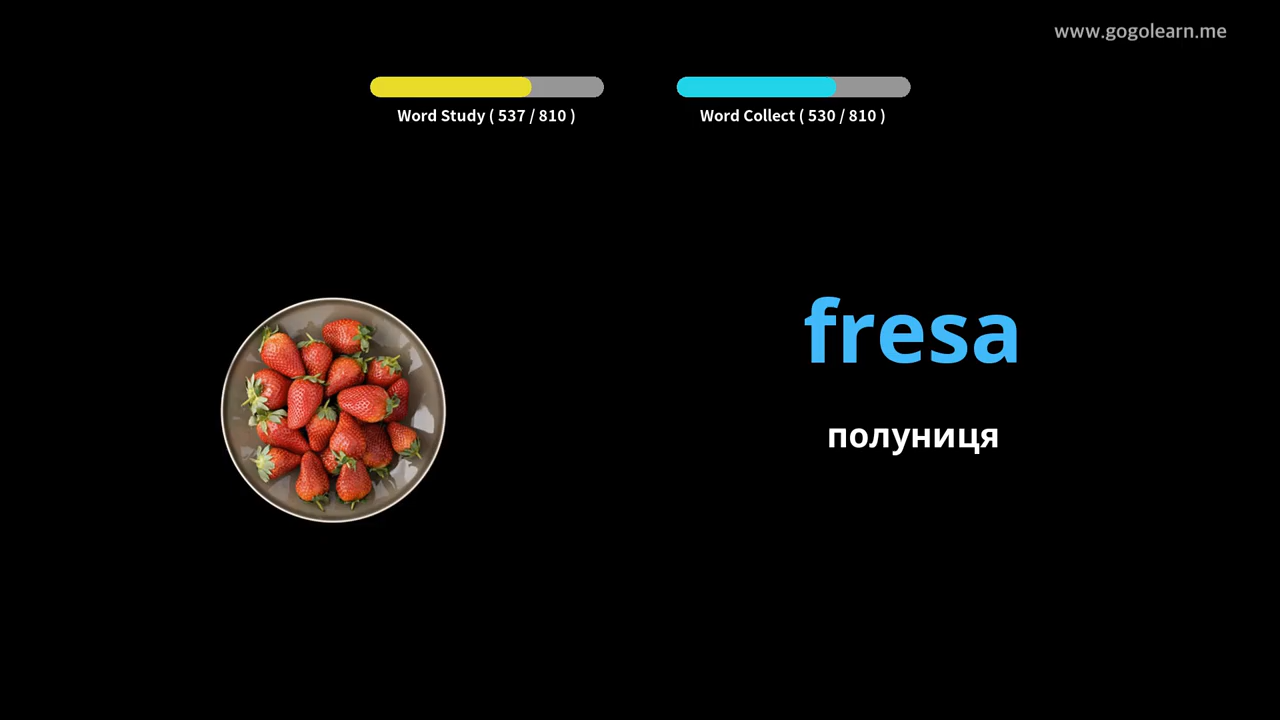 www.gogolearn.me
Word Study ( 537 / 810 )
Word Collect ( 530 / 810 )
fresa
полуниця